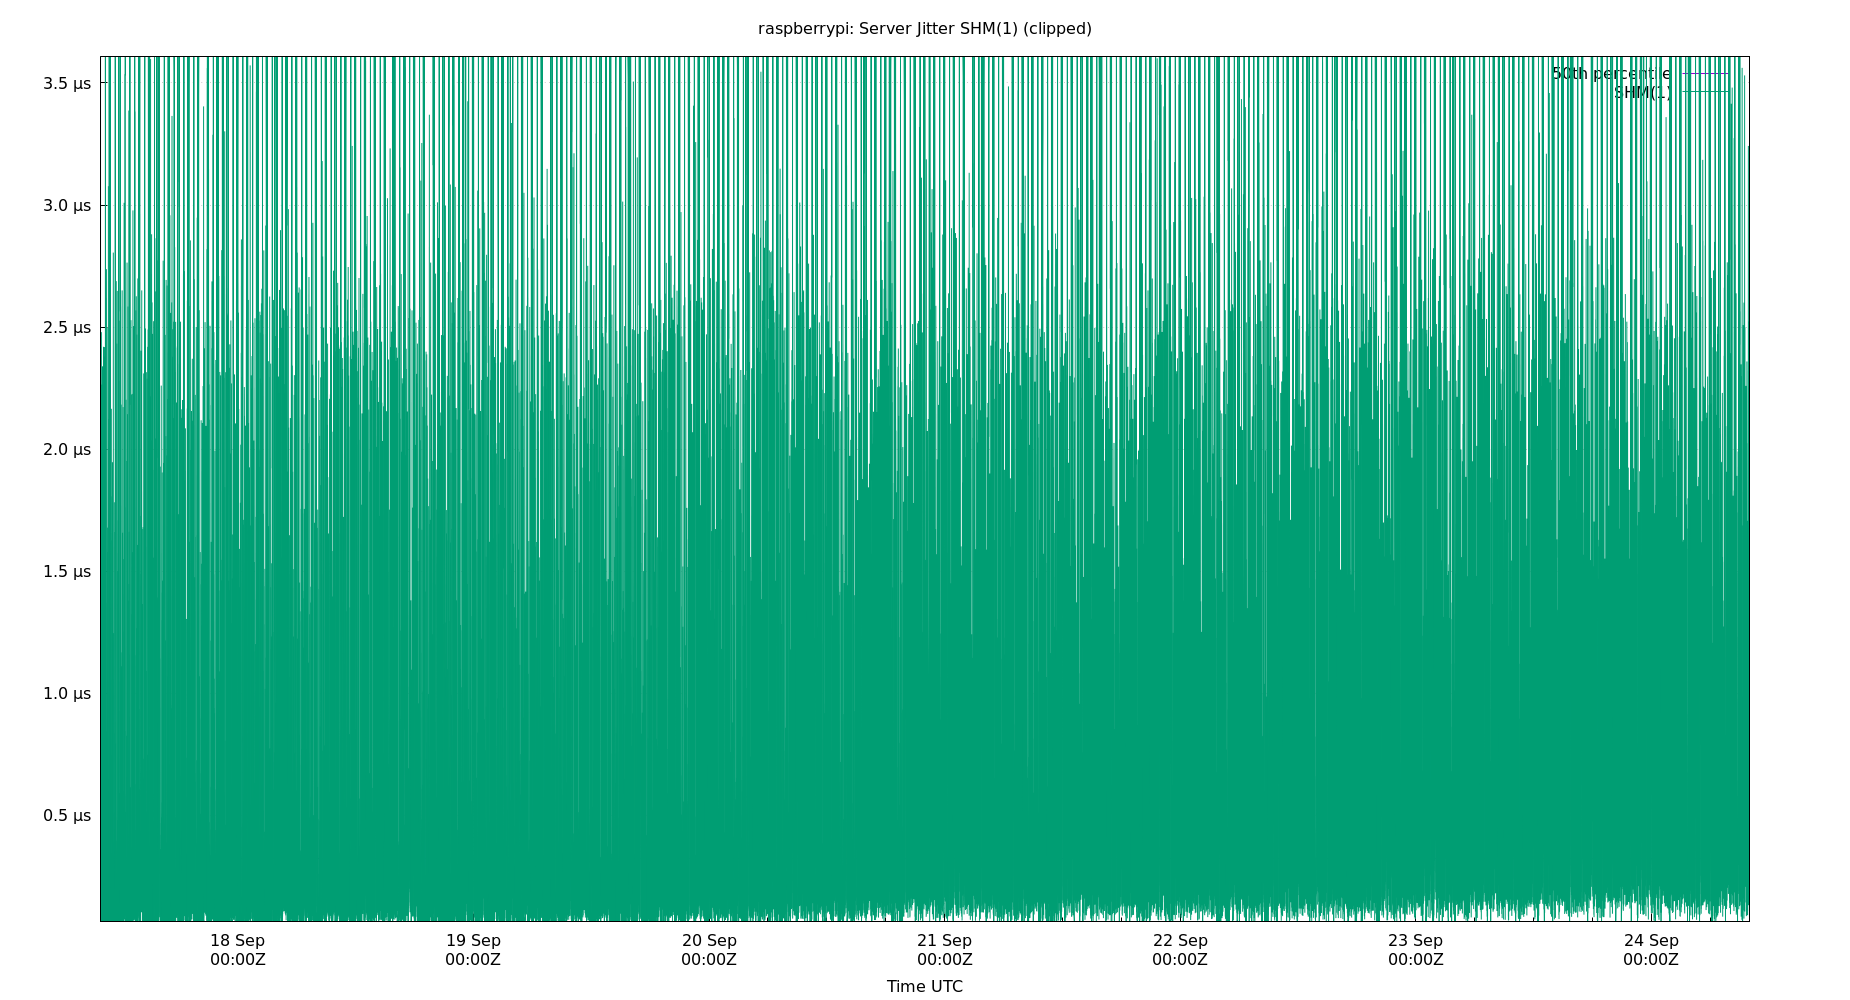 raspberrypi: Server Jitter SHM(1) (clipped)
50th percentile
SHM(1)
3.5 µs
3.0 µs
2.5 µs
2.0 µs
1.5 µs
1.0 µs
0.5 µs
18 Sep 19 Sep 20 Sep 21 Sep 22 Sep 23 Sep 24 Sep
00:00Z 00:00Z 00:00Z 00:00Z 00:00Z 00:00Z 00:00Z
Time UTC